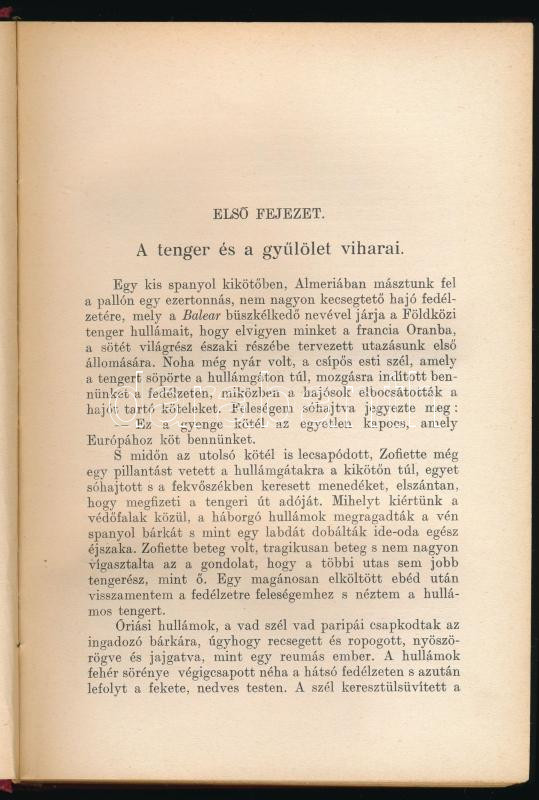 ELSŐ FEJEZET.
A tenger és a gyűlölet viharai.
Egy kis spanyol kikötőben, Almeriában másztunk fel
a pallón egy ezertonnás, nem nagyon kecsegtető hajó fedél-
zetére, mely a Balear büszkélkedő nevével járja a Földközi
tenger hullámait, hogy elvigyen minket a francia Oranba,
a sötét világrész északi részébe tervezett utazásunk első
állomására. Noha még nyár volt, a csípős esti szél, amely
a tengert söpörte a hullámgáton túl, mozgásra indított ben-
nünket a fedélzeten, miközben a hajósok elbocsátották a
hajót tartó köteleket. Feleségem sóhajtva jegyezte meg:
— Ez a gyenge kötél az egyetlen kapocs, amely
Európához köt bennünket.
S midőn az utolsó kötél is lecsapódott, Zofiette még
egy pillantást vetett a hullámgátakra a kikötőn túl, egyet
sóhajtott s a fekvőszékben keresett menedéket, elszántan,
hogy megfizeti a tengeri út adóját. Mihelyt kiértünk a
védőfalak közül, a háborgó hullámok megragadták a vén
spanyol bárkát s mint egy labdát dobálták ide-oda egész
éjszaka. Zofiette beteg volt, tragikusan beteg s nem nagyon
vígasztalta az a gondolat, hogy a többi utas sem jobb
tengerész, mint ő. Egy magánosan elköltött ebéd után
visszamentem a fedélzetre feleségemhez s néztem a hullá-
mos tengert.
Óriási hullámok, a vad szél vad paripái csapkodtak az
ingadozó bárkára, úgyhogy recsegett és ropogott, nyöszö-
rögve és jajgatva, mint egy reumás ember. A hullámok
fehér sörénye végigcsapott néha a hátsó fedélzeten s azután
lefolyt a fekete, nedves testen. A szél keresztülsüvített a